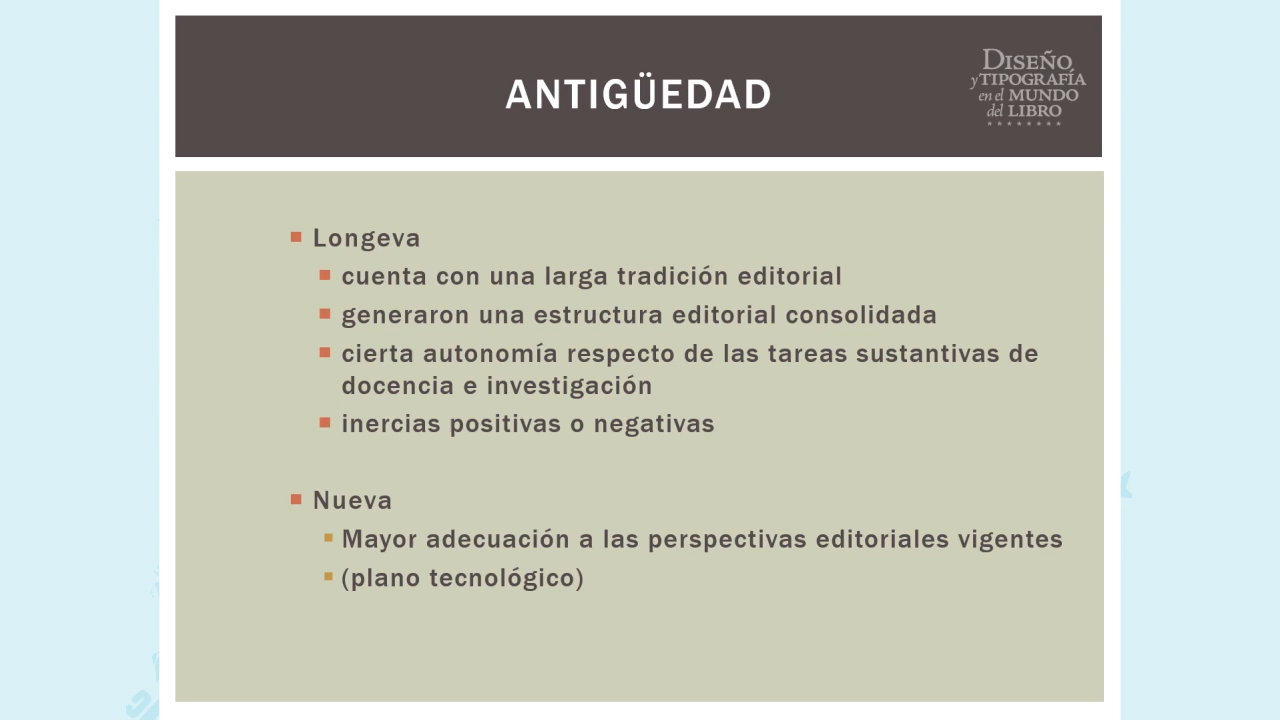 ANTIGÜEDAD
DISEÑO
y TIPOGRAFÍA
en el MUNDO
del LIBRO
Longeva
cuenta con una larga tradición editorial
generaron una estructura editorial consolidada
cierta autonomía respecto de las tareas sustantivas de
docencia e investigación
inercias positivas o negativas
Nueva
Mayor adecuación a las perspectivas editoriales vigentes
(plano tecnológico)